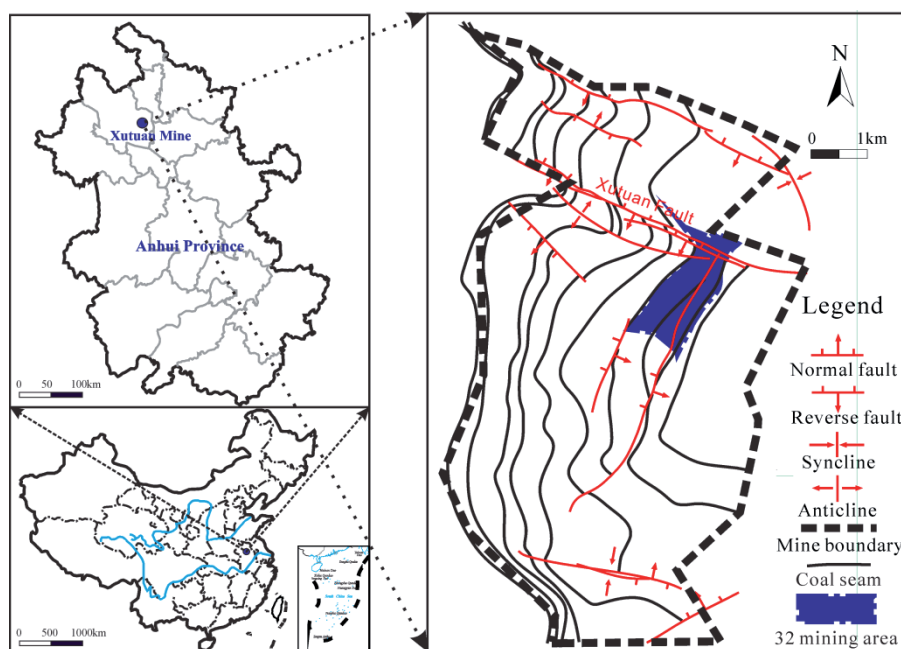 Xutuan Mine
Anhui Province
0 50 100km
0 500 1000km
Xutuan Fault
N
0 1km
Legend
Normal fault
Reverse fault
Syncline
Anticline
Mine boundary
Coal seam
32 mining area